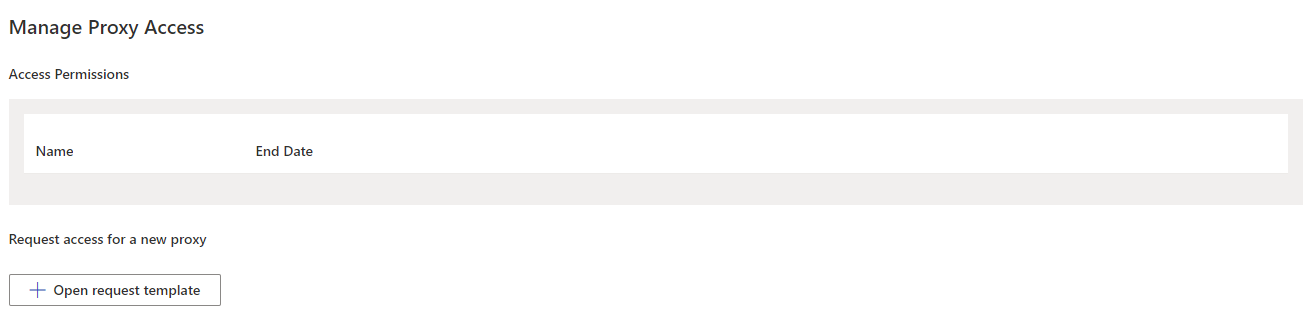 Manage Proxy Access
Access Permissions
Name End Date
Request access for a new proxy
Open request template